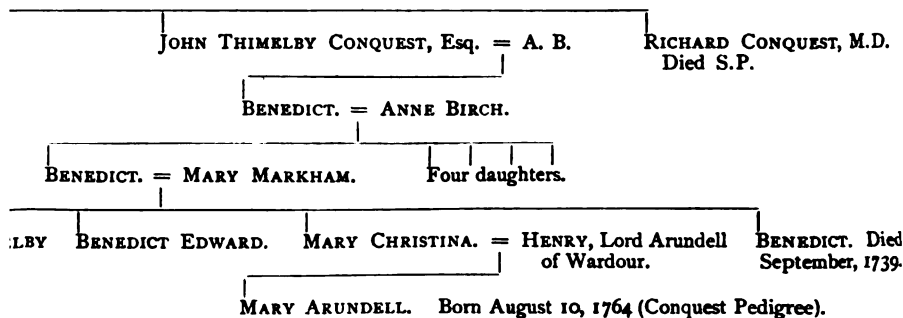 JOHN THIMELBY CONQUEST, Esq. = A. B. RICHARD CONQUEST, M.D.
Died S.P.
BENEDICT. = ANNE BIRCH.
BENEDICT. = MARY MARKHAM. Four daughters.
LBY BENEDICT EDWARD. MARY CHRISTINA. = HENRY, Lord Arundell BENEDICT. Died
of Wardour. September, 1739.
MARY ARUNDELL. Born August 10, 1764 (Conquest Pedigree).